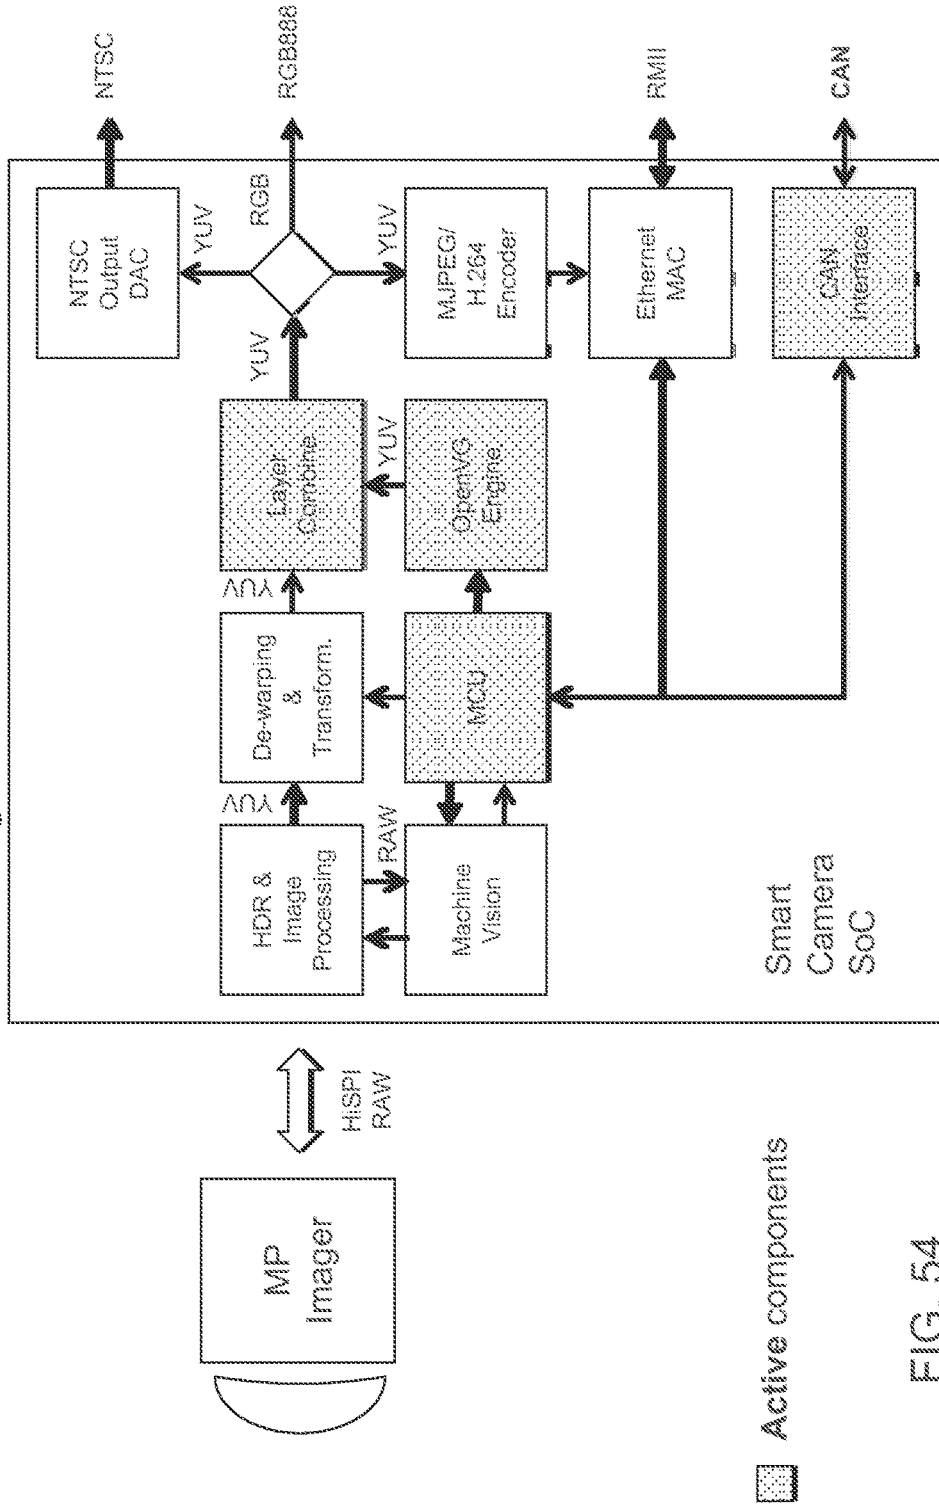 MP
Imager
HiSPI
RAW
HDR &
Image
Processing
YUV
De-warping
&
Transform.
YUV
Layer
Combine
YUV
NTSC
Output
DAC
NTSC
YUV
RGB
RGB888
YUV
RAW
Machine
Vision
MCU
OpenVG
Engine
YUV
MJPEG/
H.264
Encoder
Ethernet
MAC
RMII
CAN
Interface
CAN
Smart
Camera
SoC
Active components
FIG. 54